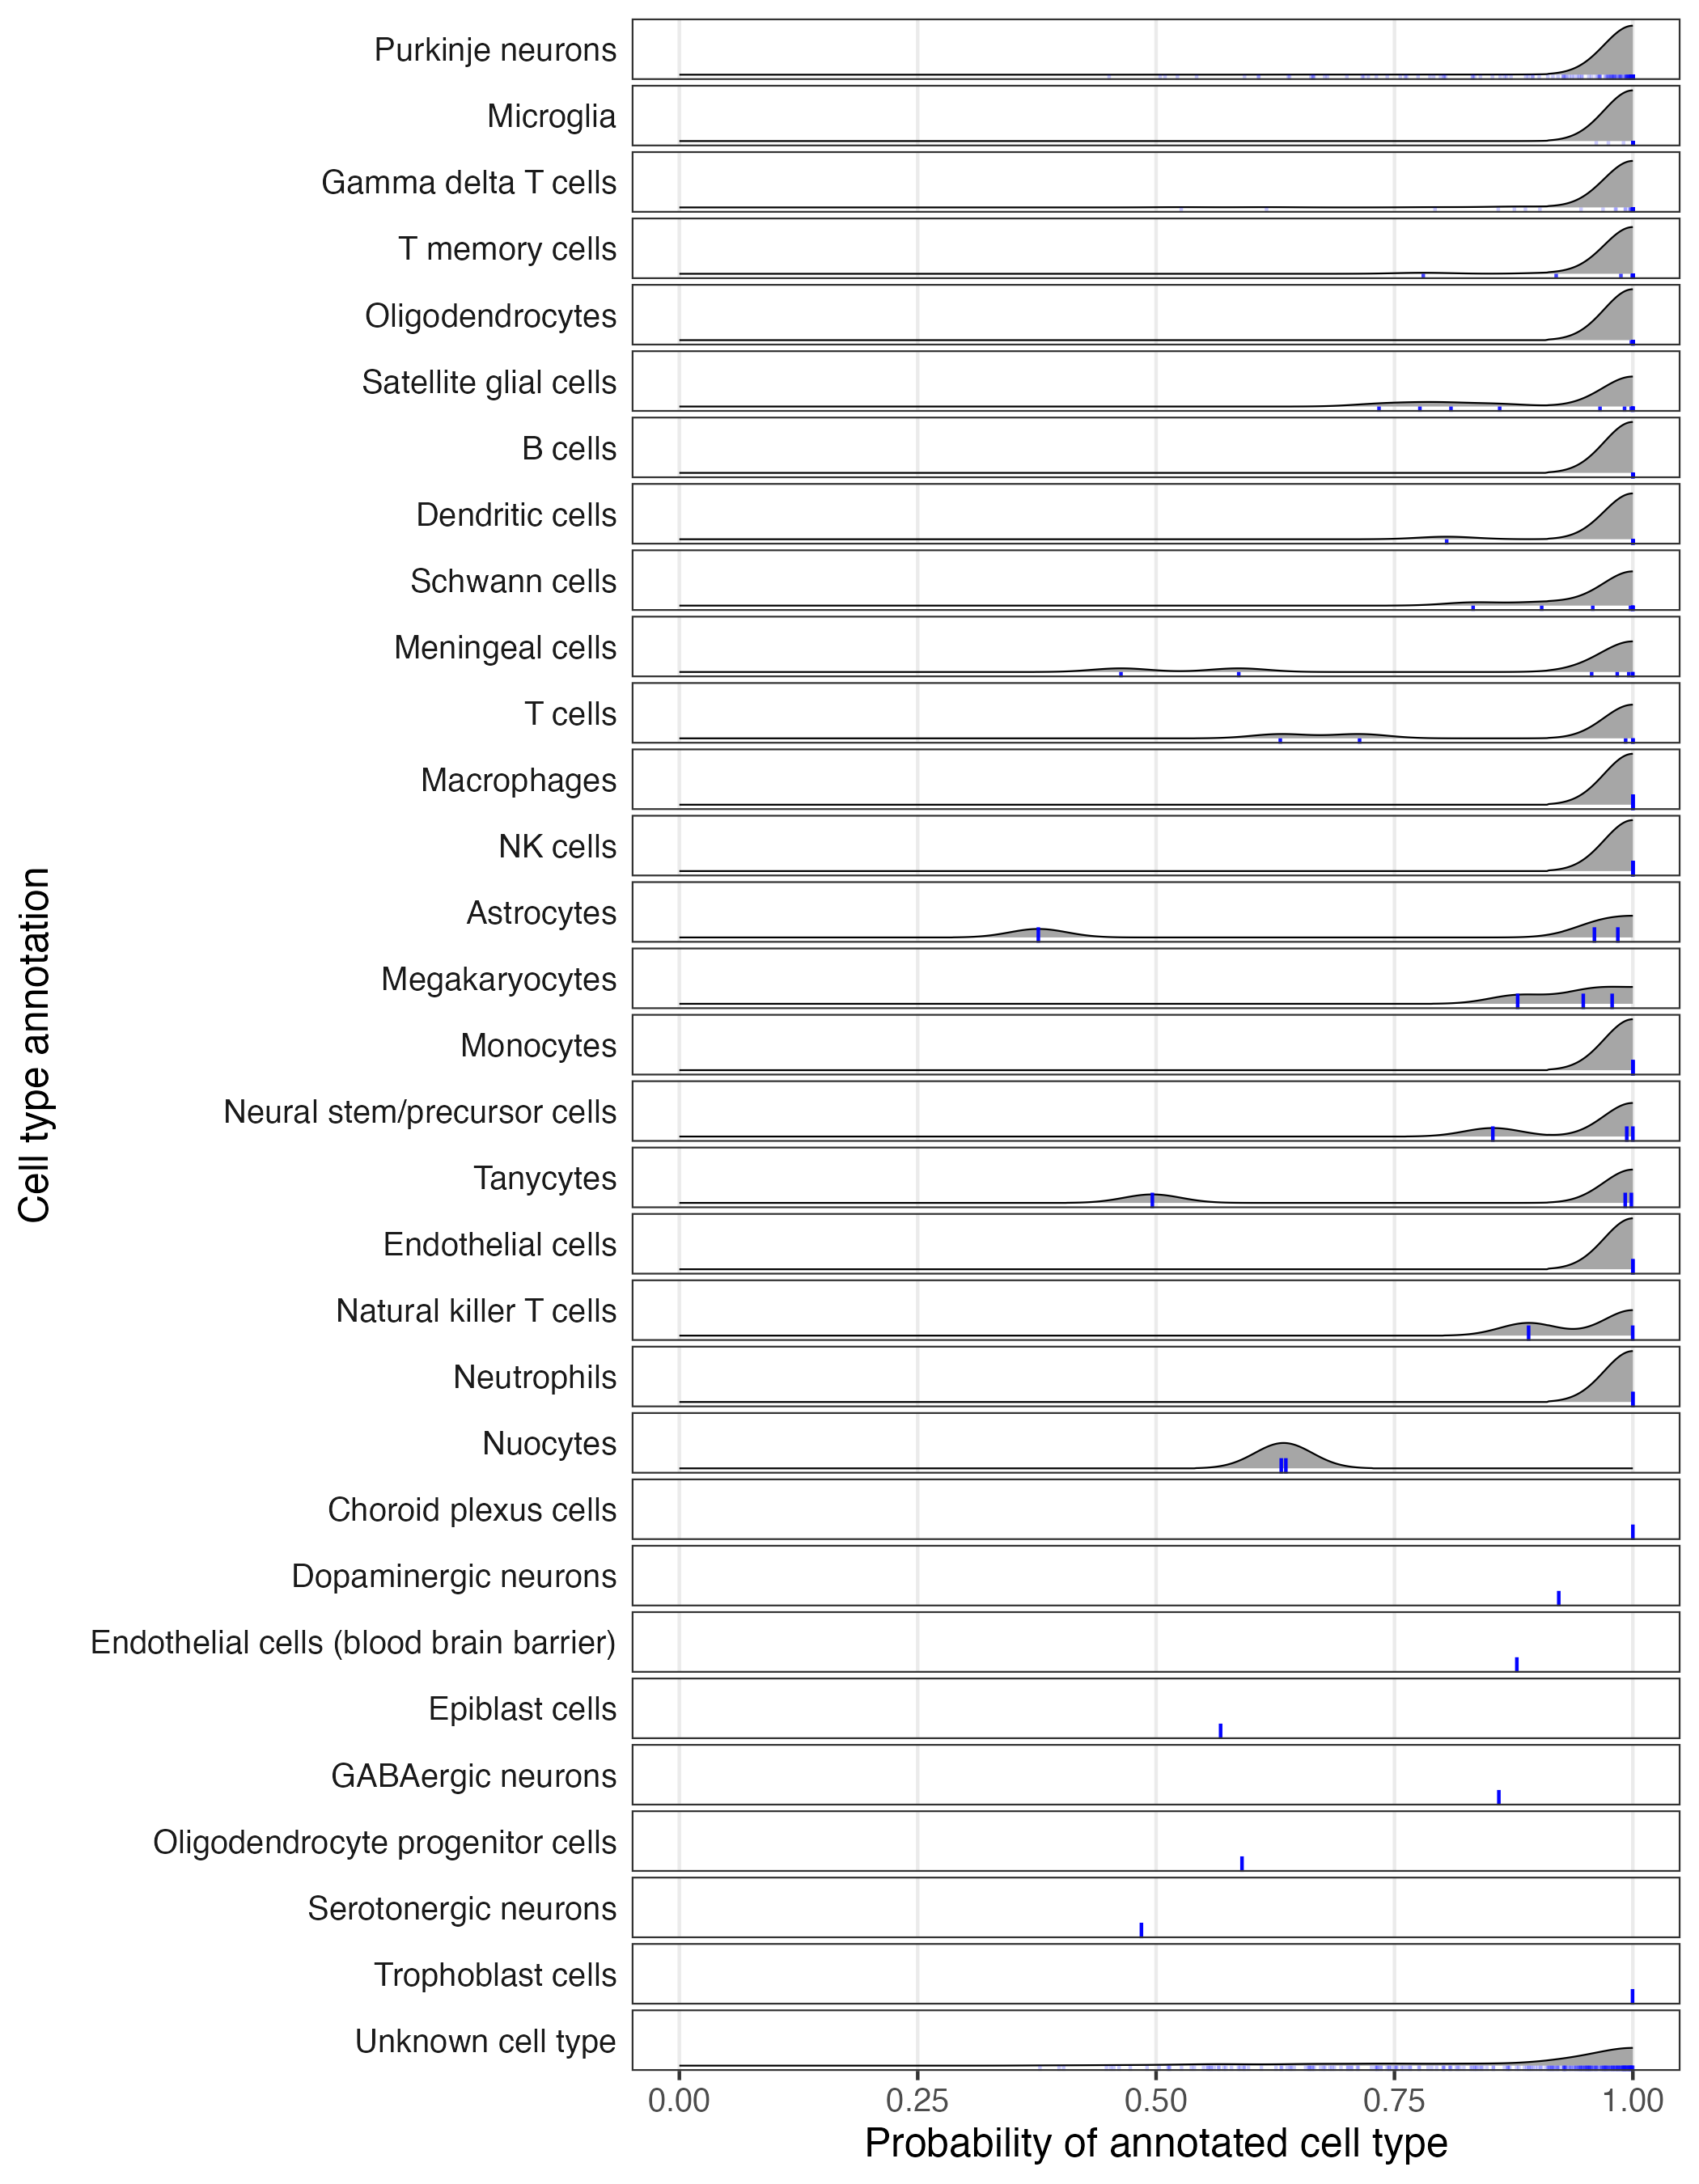 Purkinje neurons
Microglia
Gamma delta T cells
T memory cells
Oligodendrocytes
Satellite glial cells
B cells
Dendritic cells
Schwann cells
Meningeal cells
T cells
Macrophages
NK cells
Astrocytes
Megakaryocytes
Monocytes
Neural stem/precursor cells
Tanycytes
Endothelial cells
Natural killer T cells
Neutrophils
Nuocytes
Choroid plexus cells
Dopaminergic neurons
Endothelial cells (blood brain barrier)
Epiblast cells
GABAergic neurons
Oligodendrocyte progenitor cells
Serotonergic neurons
Trophoblast cells
Unknown cell type
Cell type annotation
0.00 0.25 0.50 0.75 1.00
Probability of annotated cell type